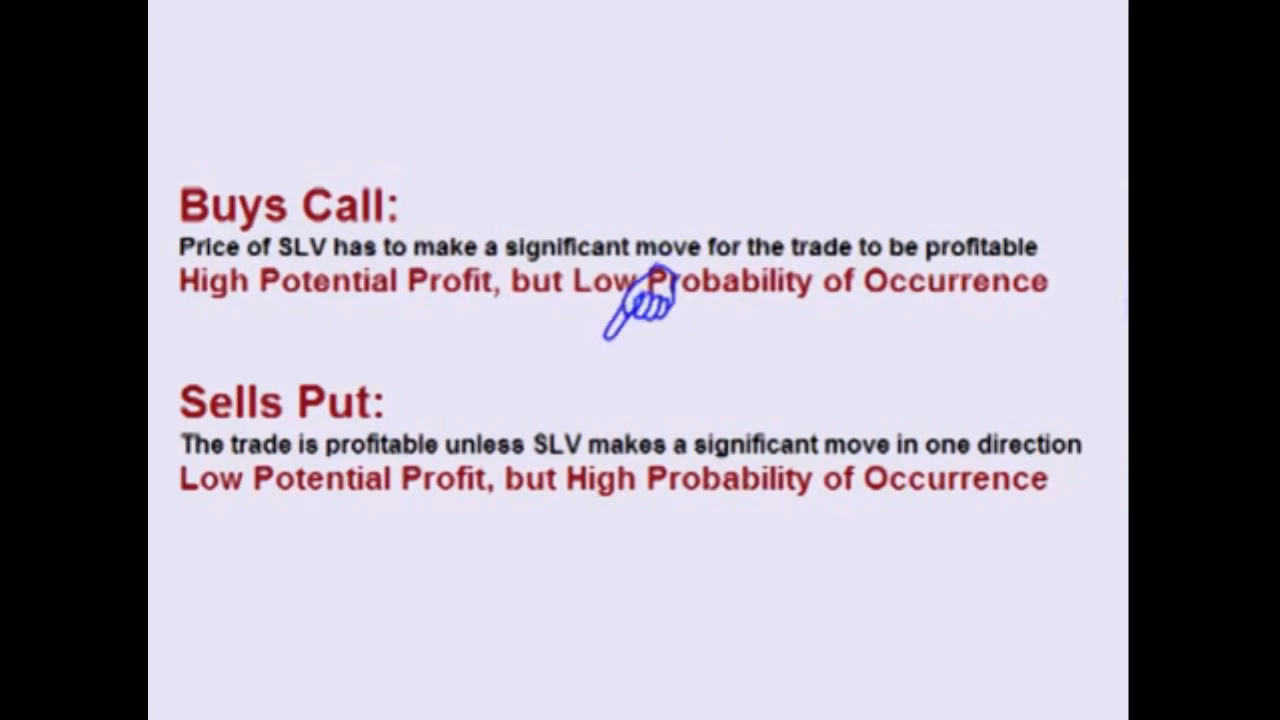 Buys Call:
Price of SLV has to make a significant move for the trade to be profitable
High Potential Profit, but Low Probability of Occurrence
Sells Put:
The trade is profitable unless SLV makes a significant move in one direction
Low Potential Profit, but High Probability of Occurrence